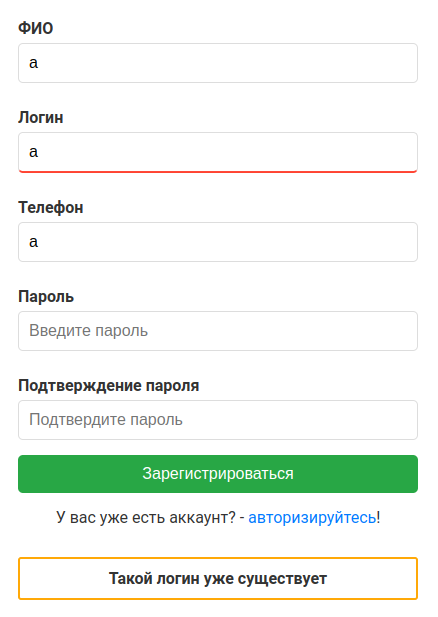 ФИО
а
Логин
а
Телефон
а
Пароль
Введите пароль
Подтверждение пароля
Подтвердите пароль
Зарегистрироваться
У вас уже есть аккаунт? - авторизируйтесь!
Такой логин уже существует